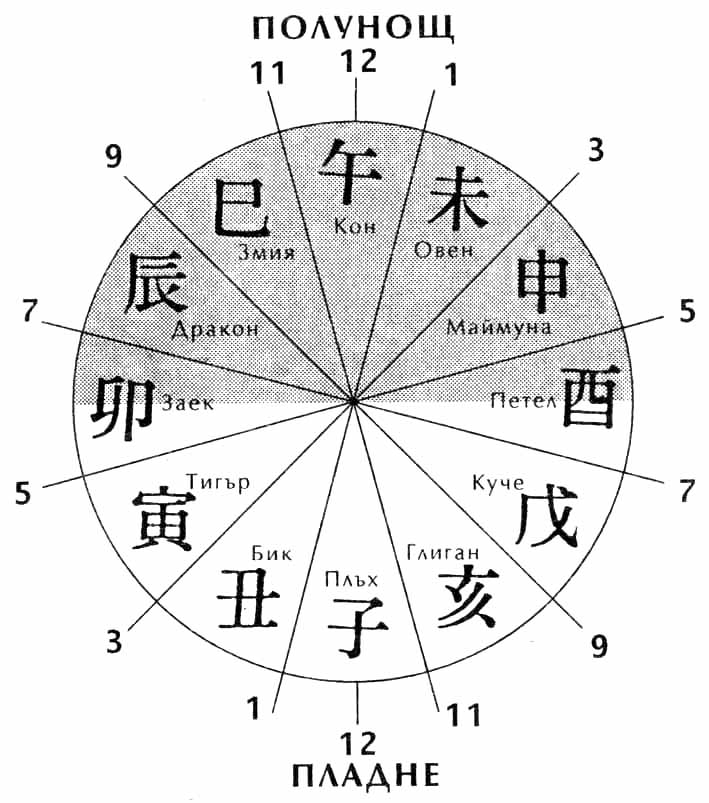 ПОЛУНОЩ
12
11
1
9
3
午
Кон
巳
Змия
未
Овен
辰
Дракон
申
Маймуна
7
5
卯 Заек
Петел 酉
5
7
Тигър
寅
Куче
戊
Бик
丑
Плъх
子
Глиган
亥
3
9
1
11
12
ПЛАДНЕ